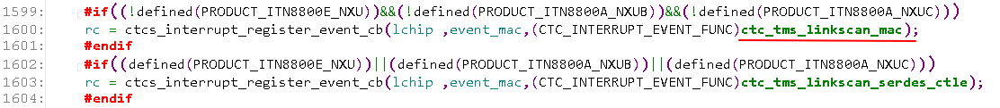 1599: #if((!defined(PRODUCT_ITN8800E_NXU))&&(!defined(PRODUCT_ITN8800A_NXUB))&&(!defined(PRODUCT_ITN8800A_NXUC)))
1600: rc = ctcs_interrupt_register_event_cb(lchip ,event_mac,(CTC_INTERRUPT_EVENT_FUNC)ctc_tms_linkscan_mac);
1601: #endif
1602: #if((defined(PRODUCT_ITN8800E_NXU))||(defined(PRODUCT_ITN8800A_NXUB))||(defined(PRODUCT_ITN8800A_NXUC)))
1603: rc = ctcs_interrupt_register_event_cb(lchip ,event_mac,(CTC_INTERRUPT_EVENT_FUNC)ctc_tms_linkscan_serdes_ctle);
1604: #endif